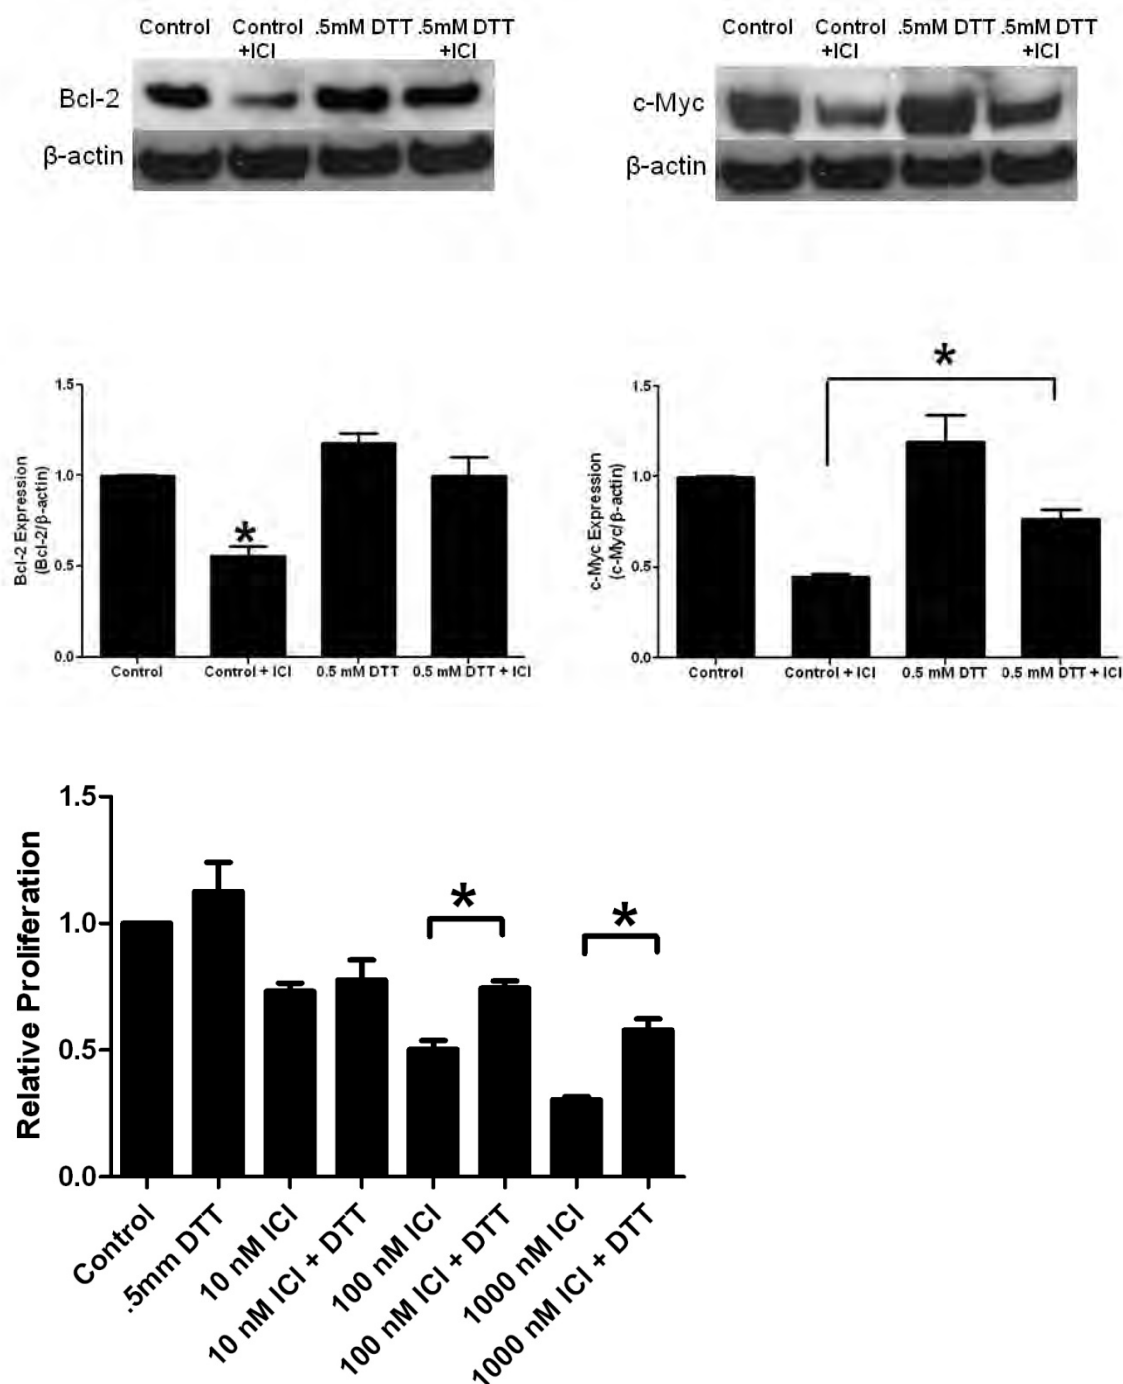 Control Control .5mM DTT .5mM DTT
+ICI +ICI
Bcl-2
β-actin
Control Control .5mM DTT .5mM DTT
+ICI +ICI
c-Myc
β-actin
Bcl-2 Expression
(Bcl-2/β-actin)
1.5
*
1.0
0.5
0.0
Control Control + ICI 0.5 mM DTT 0.5 mM DTT + ICI
c-Myc Expression
(c-Myc/β-actin)
*
1.5
1.0
0.5
0.0
Control Control + ICI 0.5 mM DTT 0.5 mM DTT + ICI
Relative Proliferation
1.5
1.0
0.5
0.0
* *
Control
.5mm DTT
10 nM ICI
10 nM ICI + DTT
100 nM ICI
100 nM ICI + DTT
1000 nM ICI
1000 nM ICI + DTT